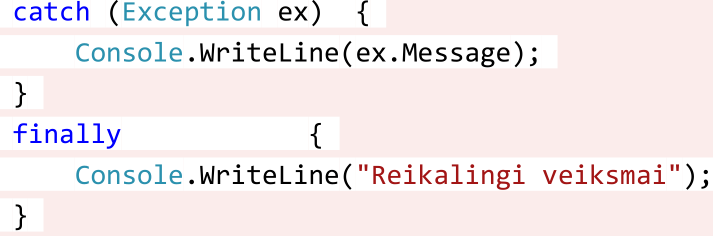 catch (Exception ex)  {
    Console.WriteLine(ex.Message);
}
finally            {
    Console.WriteLine("Reikalingi veiksmai");
}